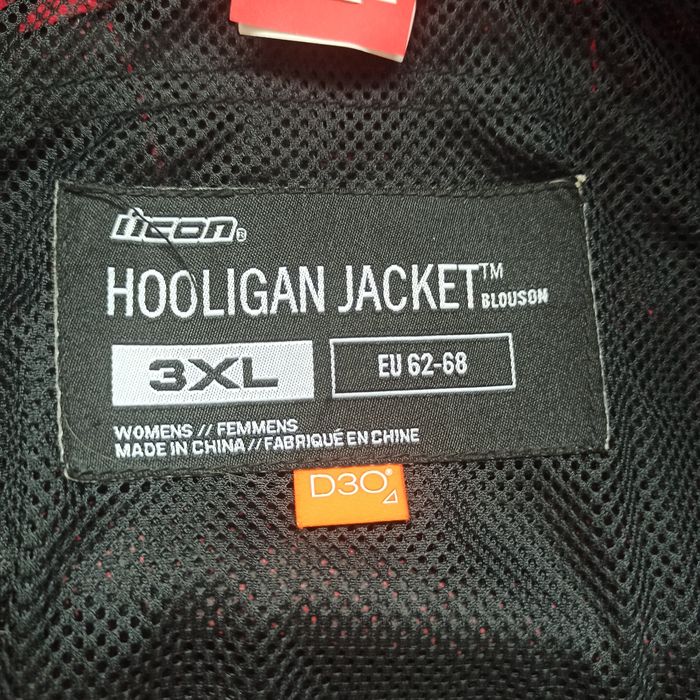 icon®
HOOLIGAN JACKET™
BLOUSON
3XL
EU 62-68
WOMENS // FEMMENS
MADE IN CHINA // FABRIQUÉ EN CHINE
D3O®